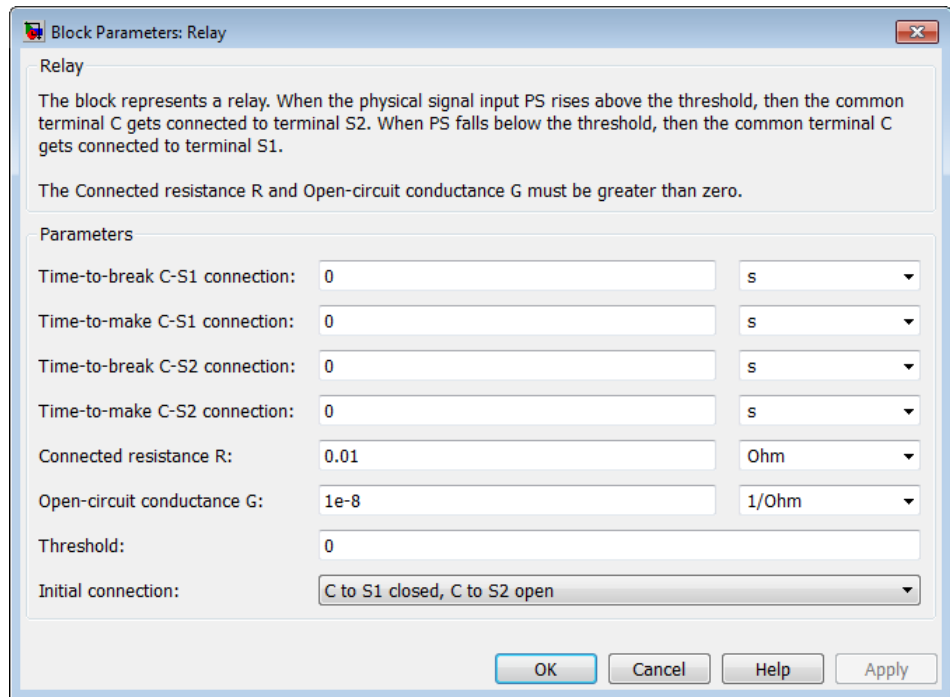 Block Parameters: Relay
Relay
The block represents a relay. When the physical signal input PS rises above the threshold, then the common
terminal C gets connected to terminal S2. When PS falls below the threshold, then the common terminal C
gets connected to terminal S1.
The Connected resistance R and Open-circuit conductance G must be greater than zero.
Parameters
Time-to-break C-S1 connection: 0 s
Time-to-make C-S1 connection: 0 s
Time-to-break C-S2 connection: 0 s
Time-to-make C-S2 connection: 0 s
Connected resistance R: 0.01 Ohm
Open-circuit conductance G: 1e-8 1/Ohm
Threshold: 0
Initial connection: C to S1 closed, C to S2 open
OK Cancel Help Apply